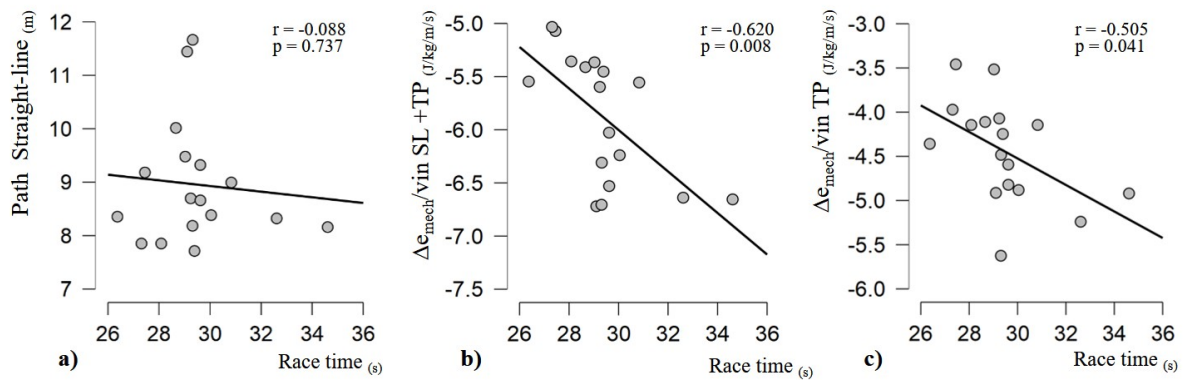 Path Straight-line (m)
12
11
10
9
8
7
r = -0.088
p = 0.737
26 28 30 32 34 36
a)
Race time (s)
Δemech/vin SL +TP (J/kg/m/s)
-5.0
-5.5
-6.0
-6.5
-7.0
-7.5
r = -0.620
p = 0.008
26 28 30 32 34 36
b)
Race time (s)
Δemech/vin TP (J/kg/m/s)
-3.0
-3.5
-4.0
-4.5
-5.0
-5.5
-6.0
r = -0.505
p = 0.041
26 28 30 32 34 36
c)
Race time (s)